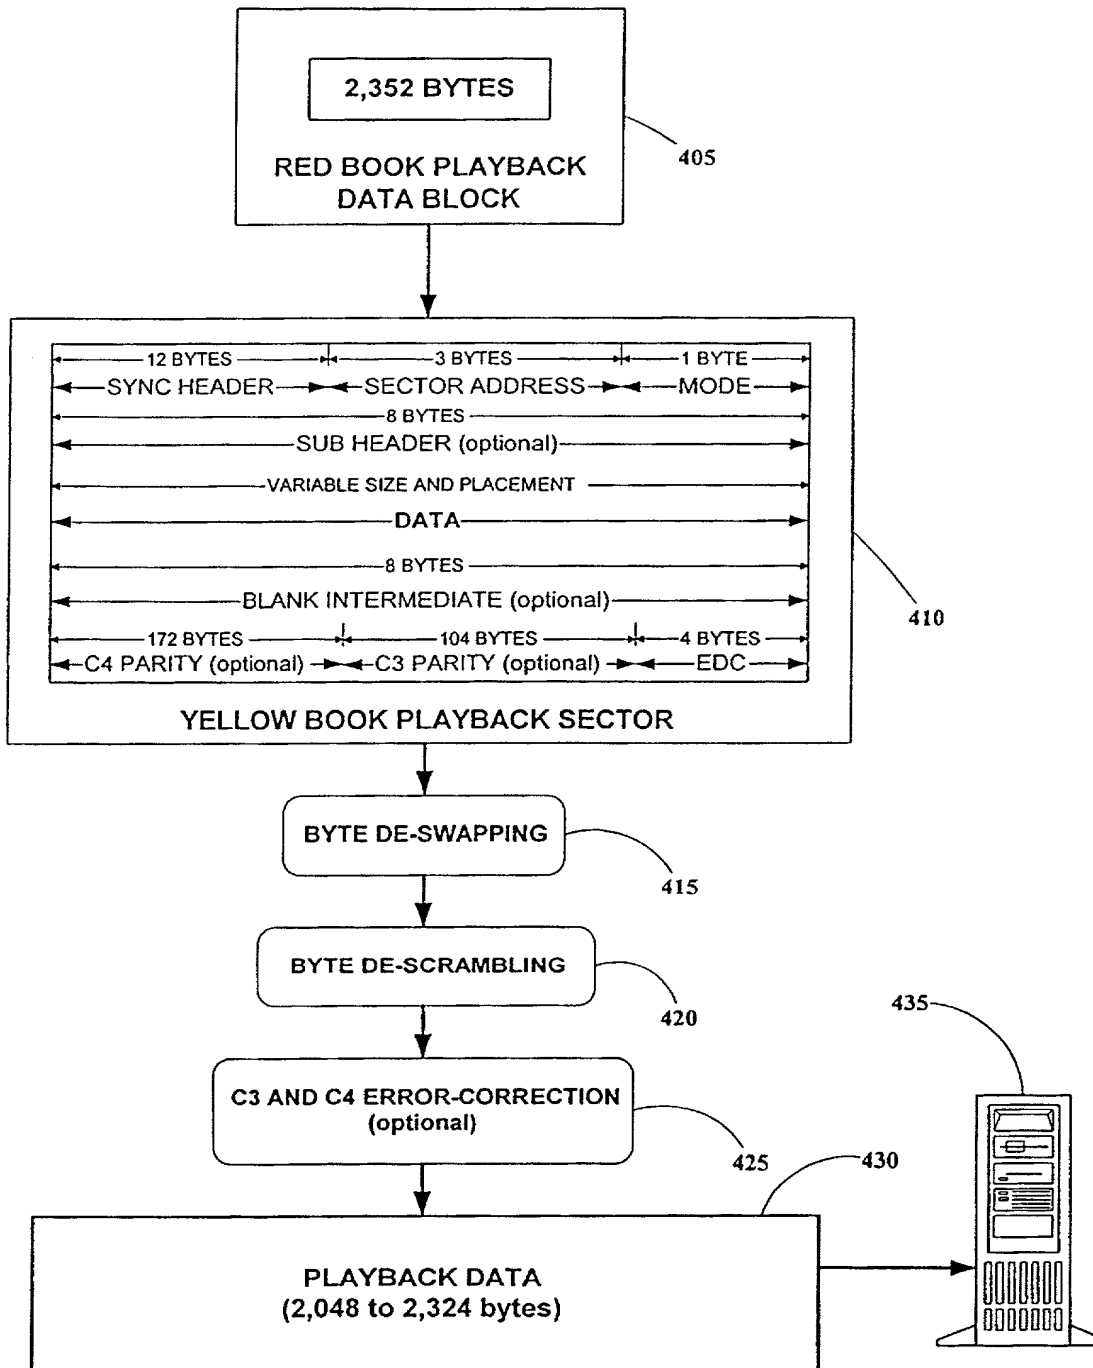 2,352 BYTES
RED BOOK PLAYBACK
DATA BLOCK
405
12 BYTES 3 BYTES 1 BYTE
SYNC HEADER SECTOR ADDRESS MODE
8 BYTES
SUB HEADER (optional)
VARIABLE SIZE AND PLACEMENT
DATA
8 BYTES
BLANK INTERMEDIATE (optional)
172 BYTES 104 BYTES 4 BYTES
C4 PARITY (optional) C3 PARITY (optional) EDC
410
YELLOW BOOK PLAYBACK SECTOR
BYTE DE-SWAPPING
415
BYTE DE-SCRAMBLING
420
435
C3 AND C4 ERROR-CORRECTION
(optional)
425
430
PLAYBACK DATA
(2,048 to 2,324 bytes)